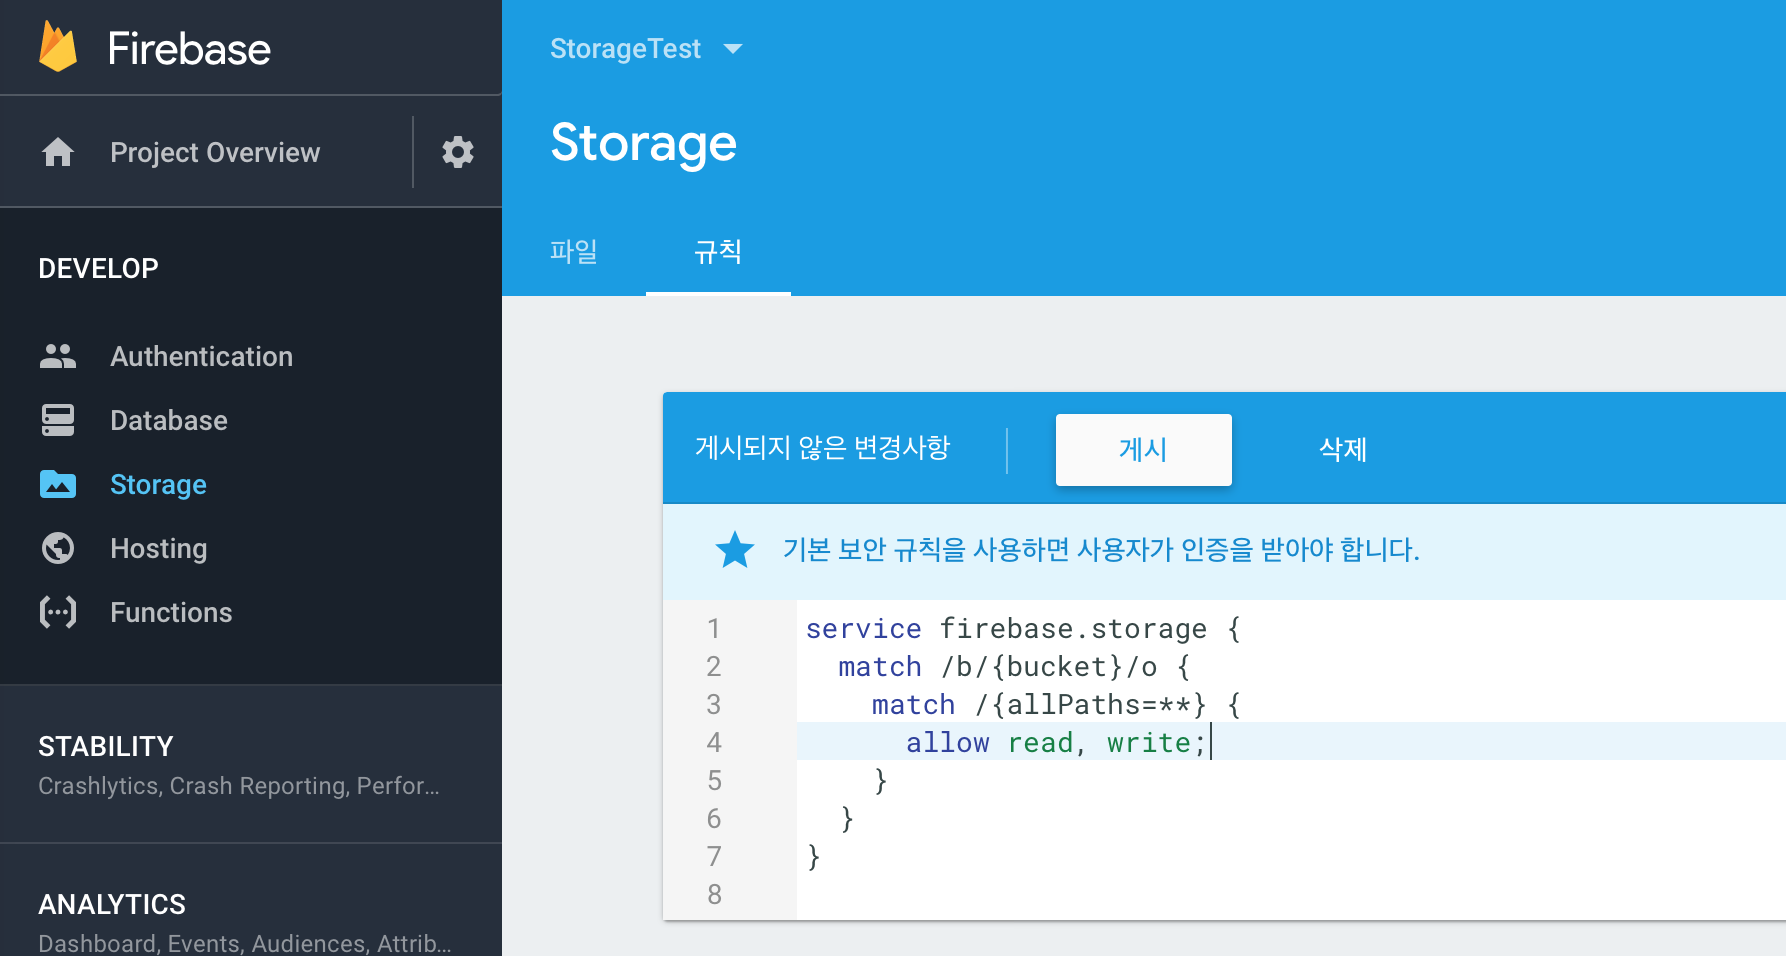 Firebase
Project Overview
DEVELOP
Authentication
Database
Storage
Hosting
Functions
STABILITY
Crashlytics, Crash Reporting, Perfor...
ANALYTICS
Dashboard, Events, Audiences, Attrib...
StorageTest
Storage
파일 규칙
게시되지 않은 변경사항 게시 삭제
기본 보안 규칙을 사용하면 사용자가 인증을 받아야 합니다.
1 service firebase.storage {
2   match /b/{bucket}/o {
3     match /{allPaths=**} {
4       allow read, write;
5     }
6   }
7 }
8